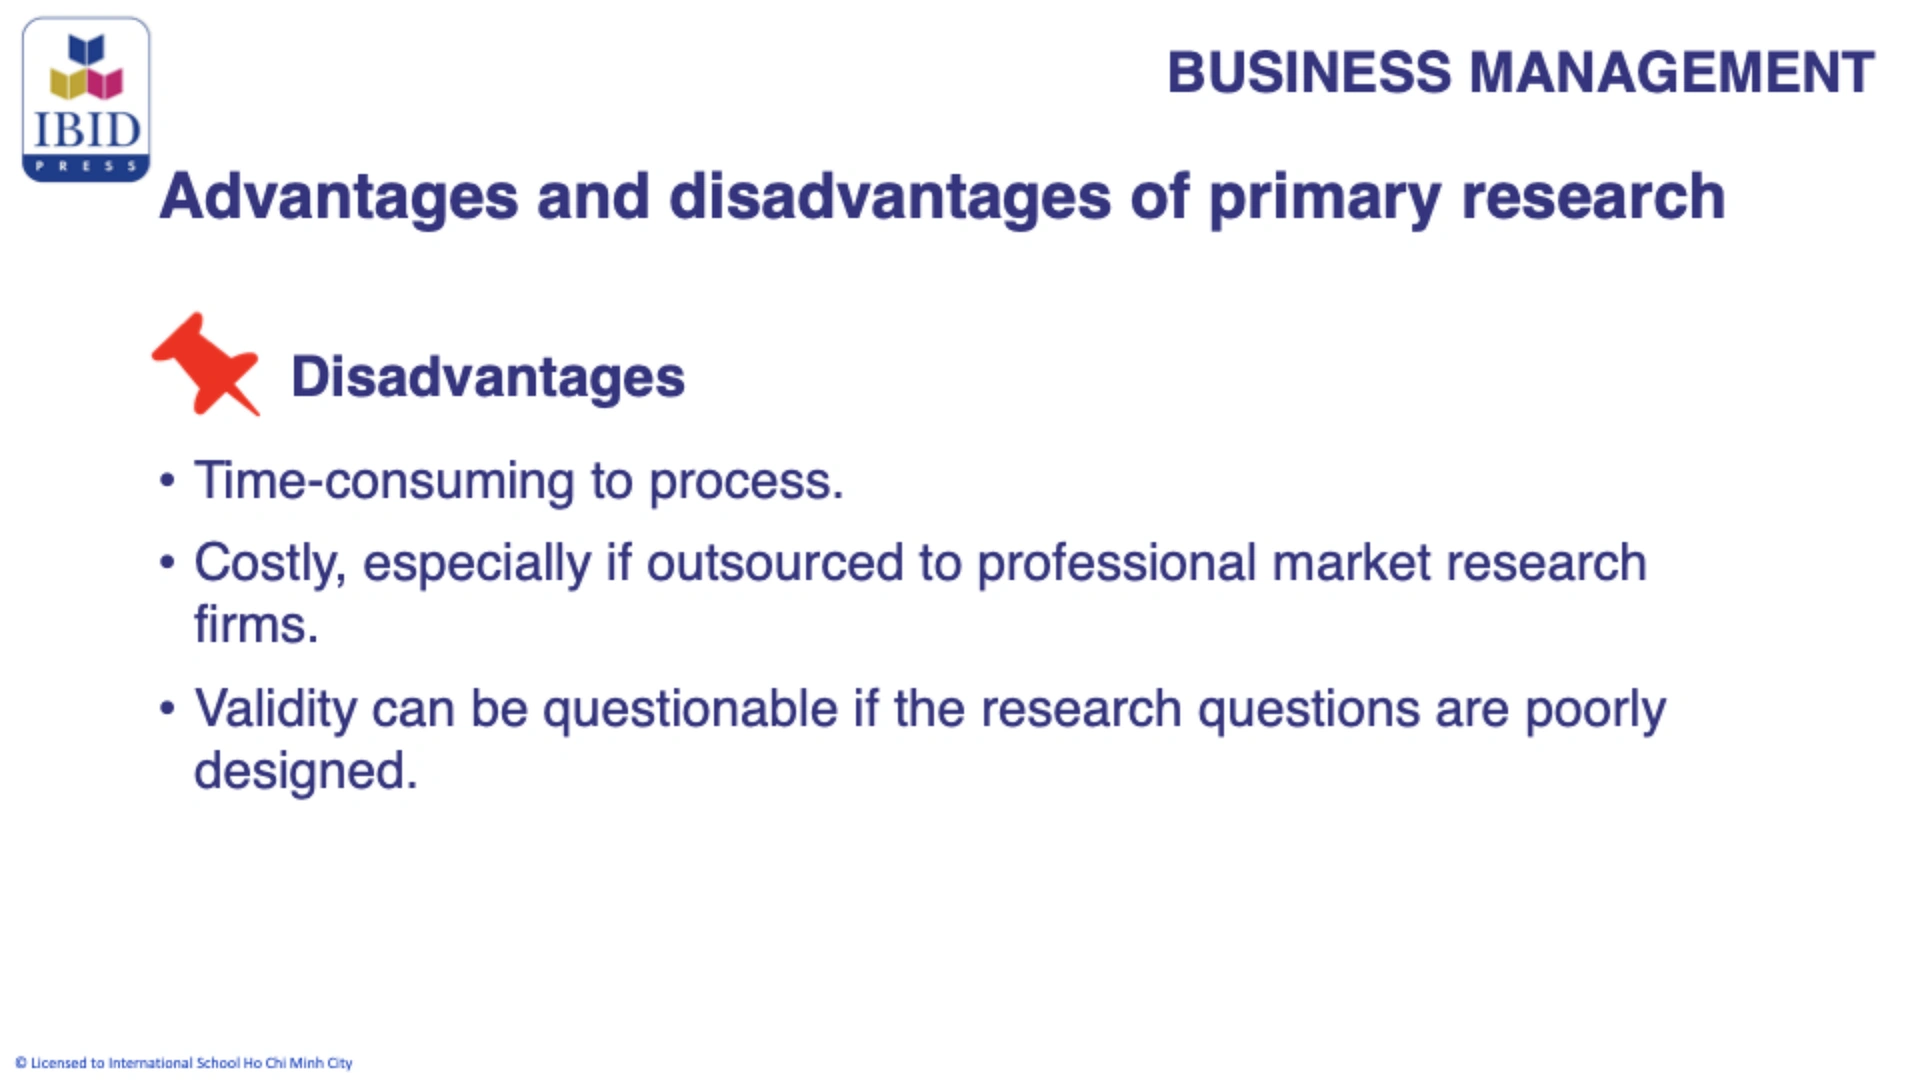 IBID
PRESS
BUSINESS MANAGEMENT
Advantages and disadvantages of primary research
Disadvantages
• Time-consuming to process.
• Costly, especially if outsourced to professional market research
firms.
• Validity can be questionable if the research questions are poorly
designed.
© Licensed to International School Ho Chi Minh City